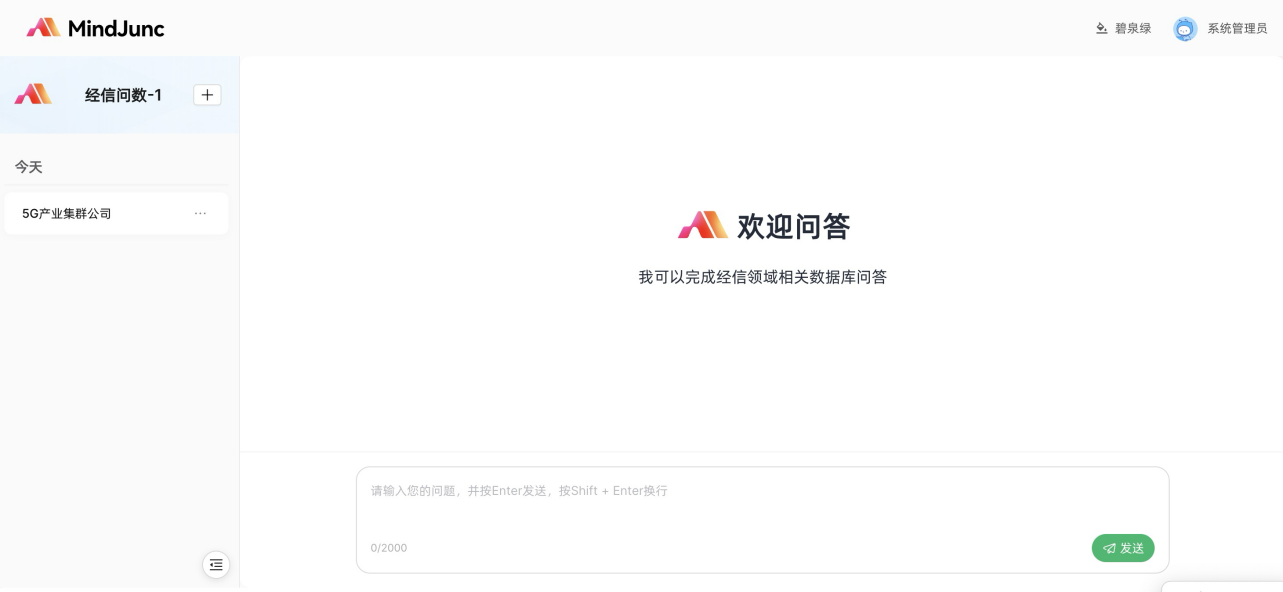 MindJunc
碧泉绿
系统管理员
经信问数-1
今天
5G产业集群公司
欢迎问答
我可以完成经信领域相关数据库问答
请输入您的问题，并按Enter发送，按Shift + Enter换行
0/2000
发送